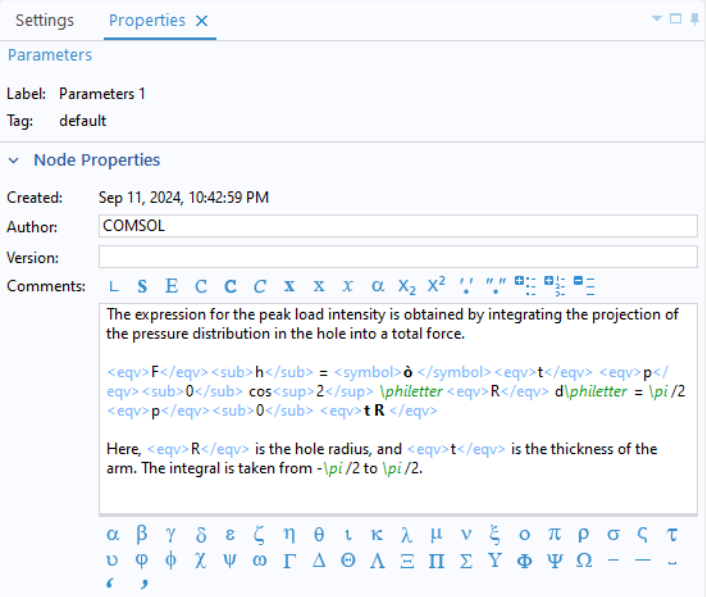 Settings Properties ×
Parameters
Label: Parameters 1
Tag: default
Node Properties
Created: Sep 11, 2024, 10:42:59 PM
Author: COMSOL
Version:
Comments: L S E C C C x x x α X₂ X² ‘,’ “,”
The expression for the peak load intensity is obtained by integrating the projection of
the pressure distribution in the hole into a total force.
<eqv>F</eqv><sub>h</sub> = <symbol>ò </symbol><eqv>t</eqv> <eqv>p</
eqv><sub>0</sub> cos<sup>2</sup> \philetter <eqv>R</eqv> d\philetter = \pi /2
<eqv>p</eqv><sub>0</sub> <eqv>t R </eqv>
Here, <eqv>R</eqv> is the hole radius, and <eqv>t</eqv> is the thickness of the
arm. The integral is taken from -\pi /2 to \pi /2.
α β γ δ ε ζ η θ ι κ λ μ ν ξ ο π ρ σ ς τ
υ φ ϕ χ ψ ω Γ Δ Θ Λ Ξ Π Σ Υ Φ Ψ Ω – — ⎵
‘ ’